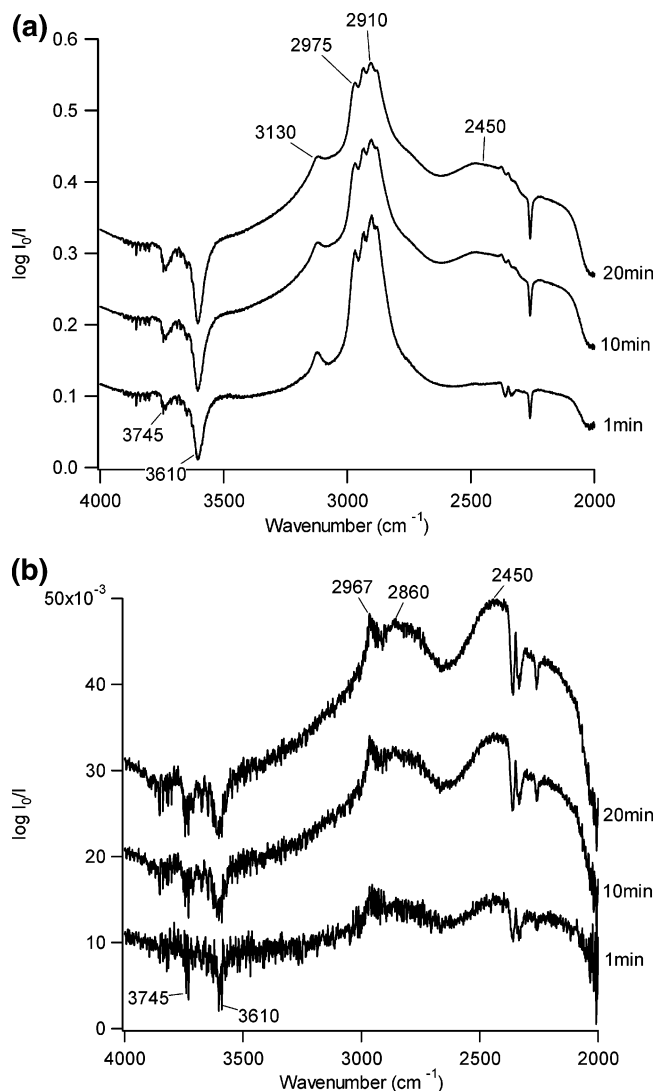 (a)
2910
2975
3130
2450
0.6
0.5
0.4
0.3
0.2
0.1
0.0
log I0/I
20min
10min
1min
3745
3610
4000 3500 3000 2500 2000
Wavenumber (cm -1)
(b)
2967 2860 2450
50x10-3
40
30
20
10
0
log I0/I
20min
10min
1min
3745
3610
4000 3500 3000 2500 2000
Wavenumber (cm-1)